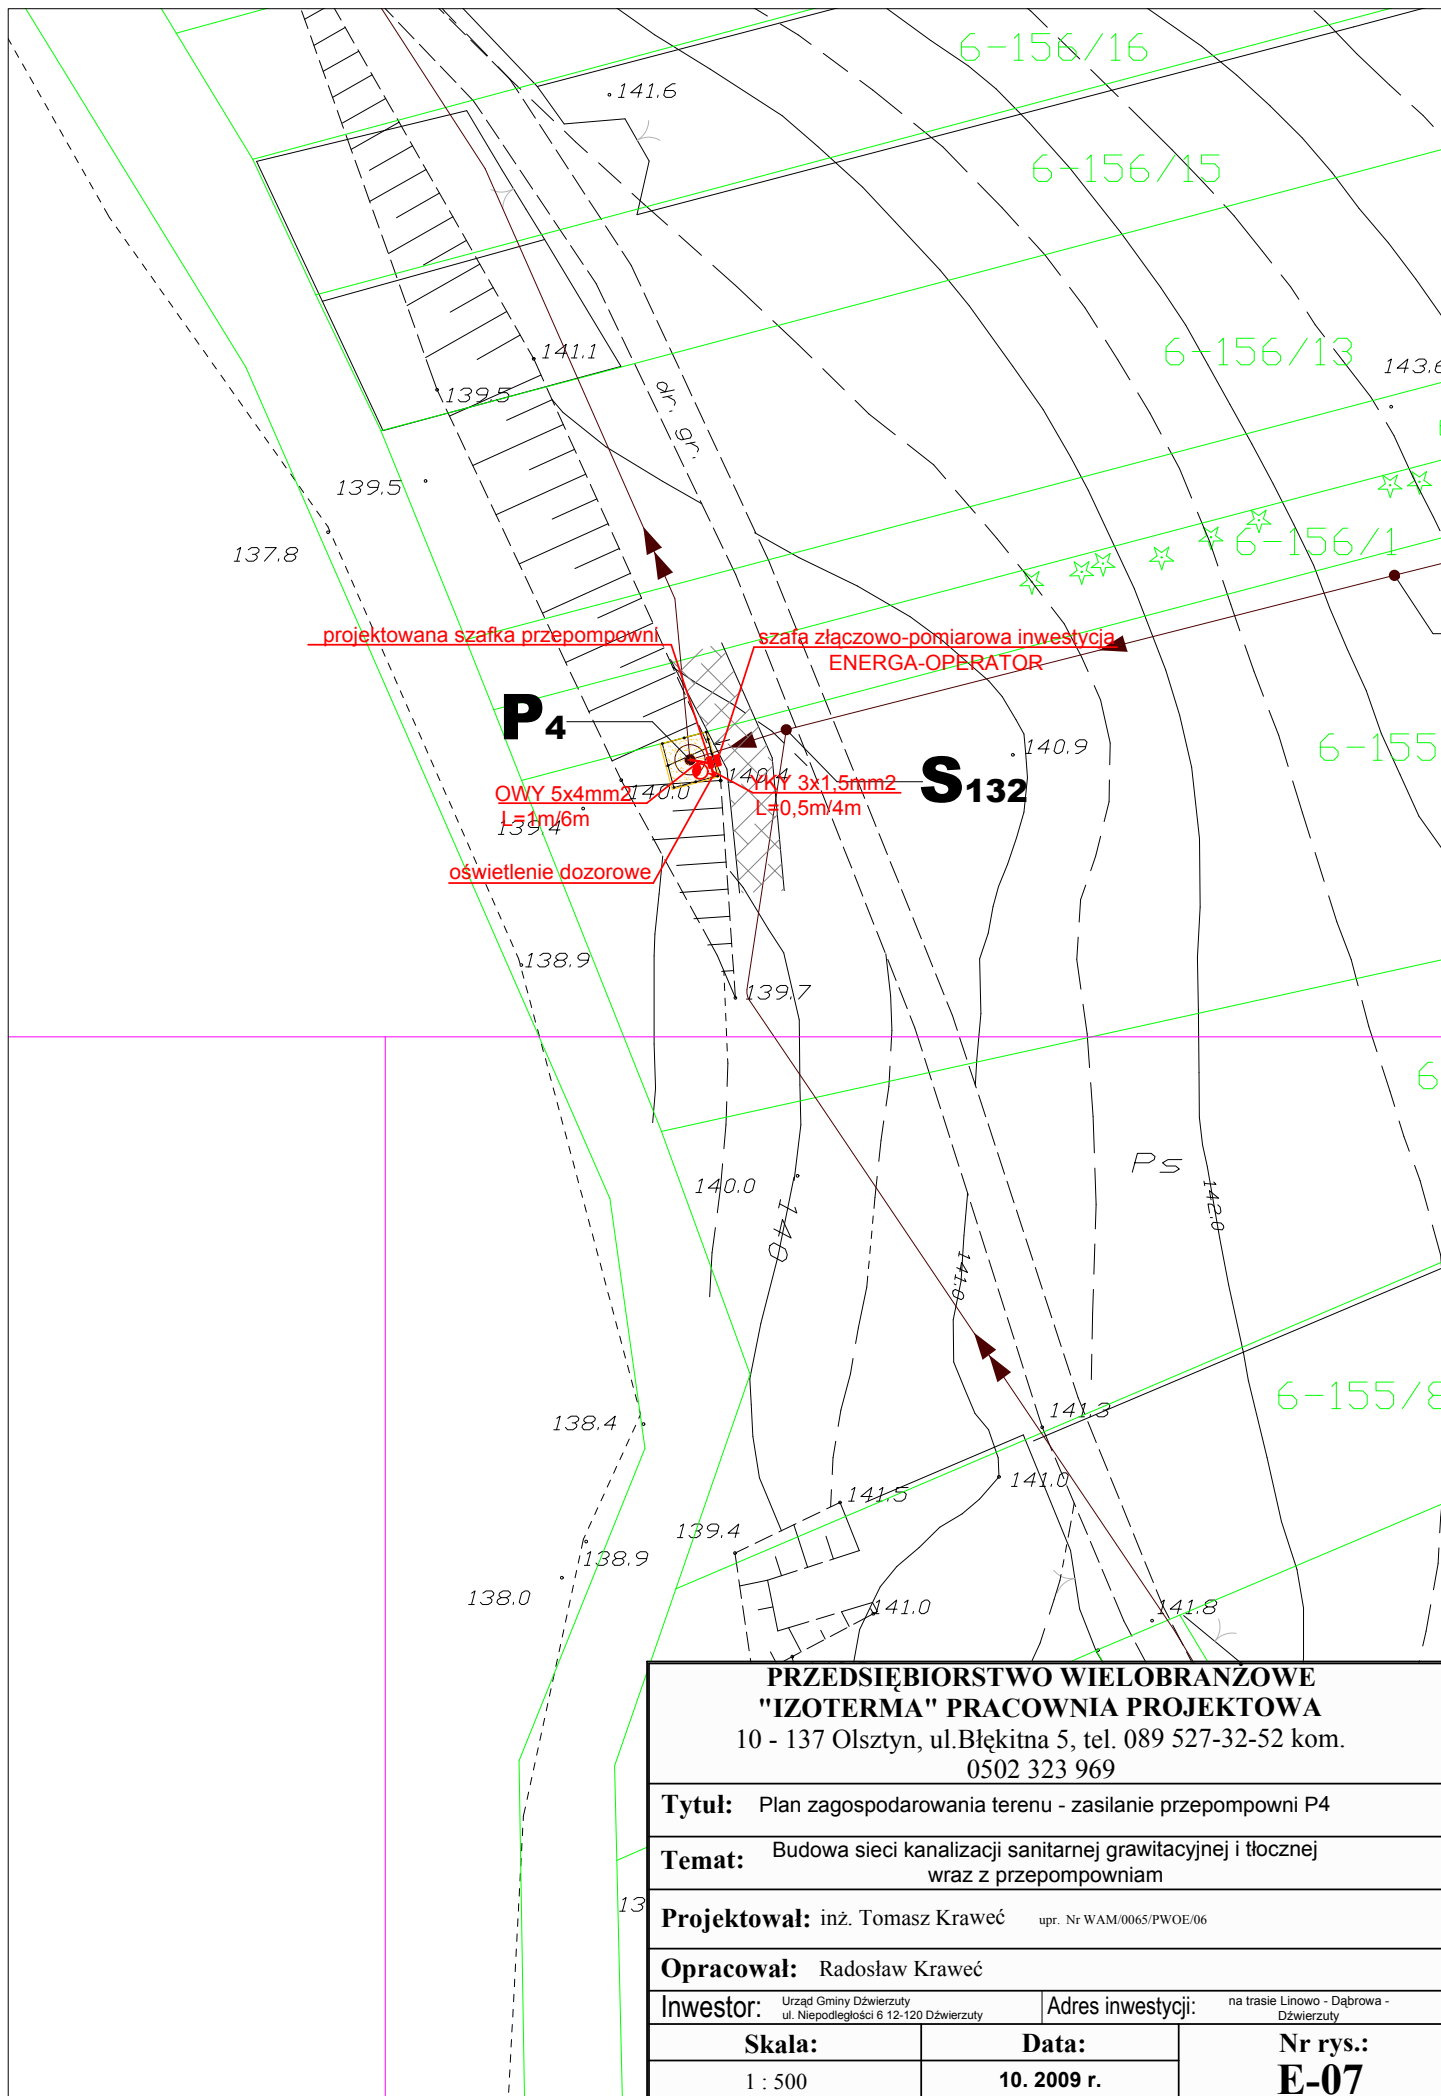 6-156/16
141.6
6-156/15
6-156/13
143.6
141.1
139.5
dr. gr.
139.5
137.8
6-156/1
projektowana szafka przepompowni
szafa złączowo-pomiarowa inwestycja
ENERGA-OPERATOR
P4
6-155
140.9
S132
140.4
140.0
OWY 5x4mm2
L=1m/6m
YKY 3x1,5mm2
L=0,5m/4m
139.4
oświetlenie dozorowe
138.9
139.7
6
Ps
140.0
140
142.0
141.0
6-155/8
138.4
141.3
141.0
141.5
139.4
138.9
138.0
141.0
141.8
13
PRZEDSIĘBIORSTWO WIELOBRANŻOWE
"IZOTERMA" PRACOWNIA PROJEKTOWA
10 - 137 Olsztyn, ul.Błękitna 5, tel. 089 527-32-52 kom.
0502 323 969
Tytuł: Plan zagospodarowania terenu - zasilanie przepompowni P4
Temat: Budowa sieci kanalizacji sanitarnej grawitacyjnej i tłocznej
wraz z przepompowniam
Projektował: inż. Tomasz Kraweć upr. Nr WAM/0065/PWOE/06
Opracował: Radosław Kraweć
Inwestor: Urząd Gminy Dźwierzuty
ul. Niepodległości 6 12-120 Dźwierzuty
Adres inwestycji: na trasie Linowo - Dąbrowa -
Dźwierzuty
Skala: Data: Nr rys.:
1 : 500 10. 2009 r. E-07